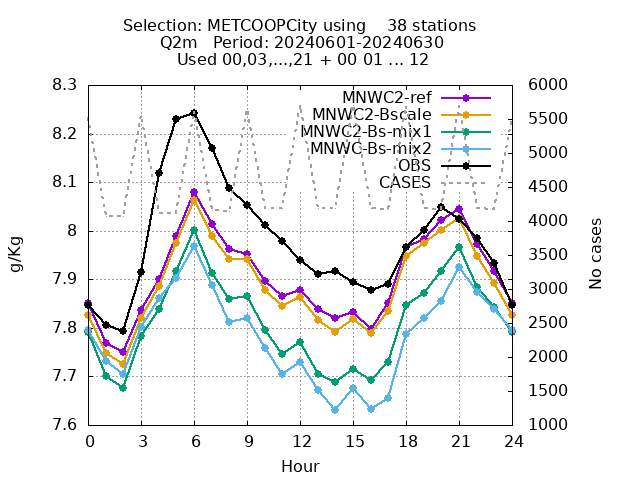 Selection: METCOOPCity using 38 stations
Q2m Period: 20240601-20240630
Used 00,03,...,21 + 00 01 ... 12
8.3
8.2
8.1
8
7.9
7.8
7.7
7.6
g/Kg
MNWC2-ref
MNWC2-Bscale
MNWC2-Bs-mix1
MNWC-Bs-mix2
OBS
CASES
6000
5500
5000
4500
4000
3500
3000
2500
2000
1500
1000
No cases
0 3 6 9 12 15 18 21 24
Hour